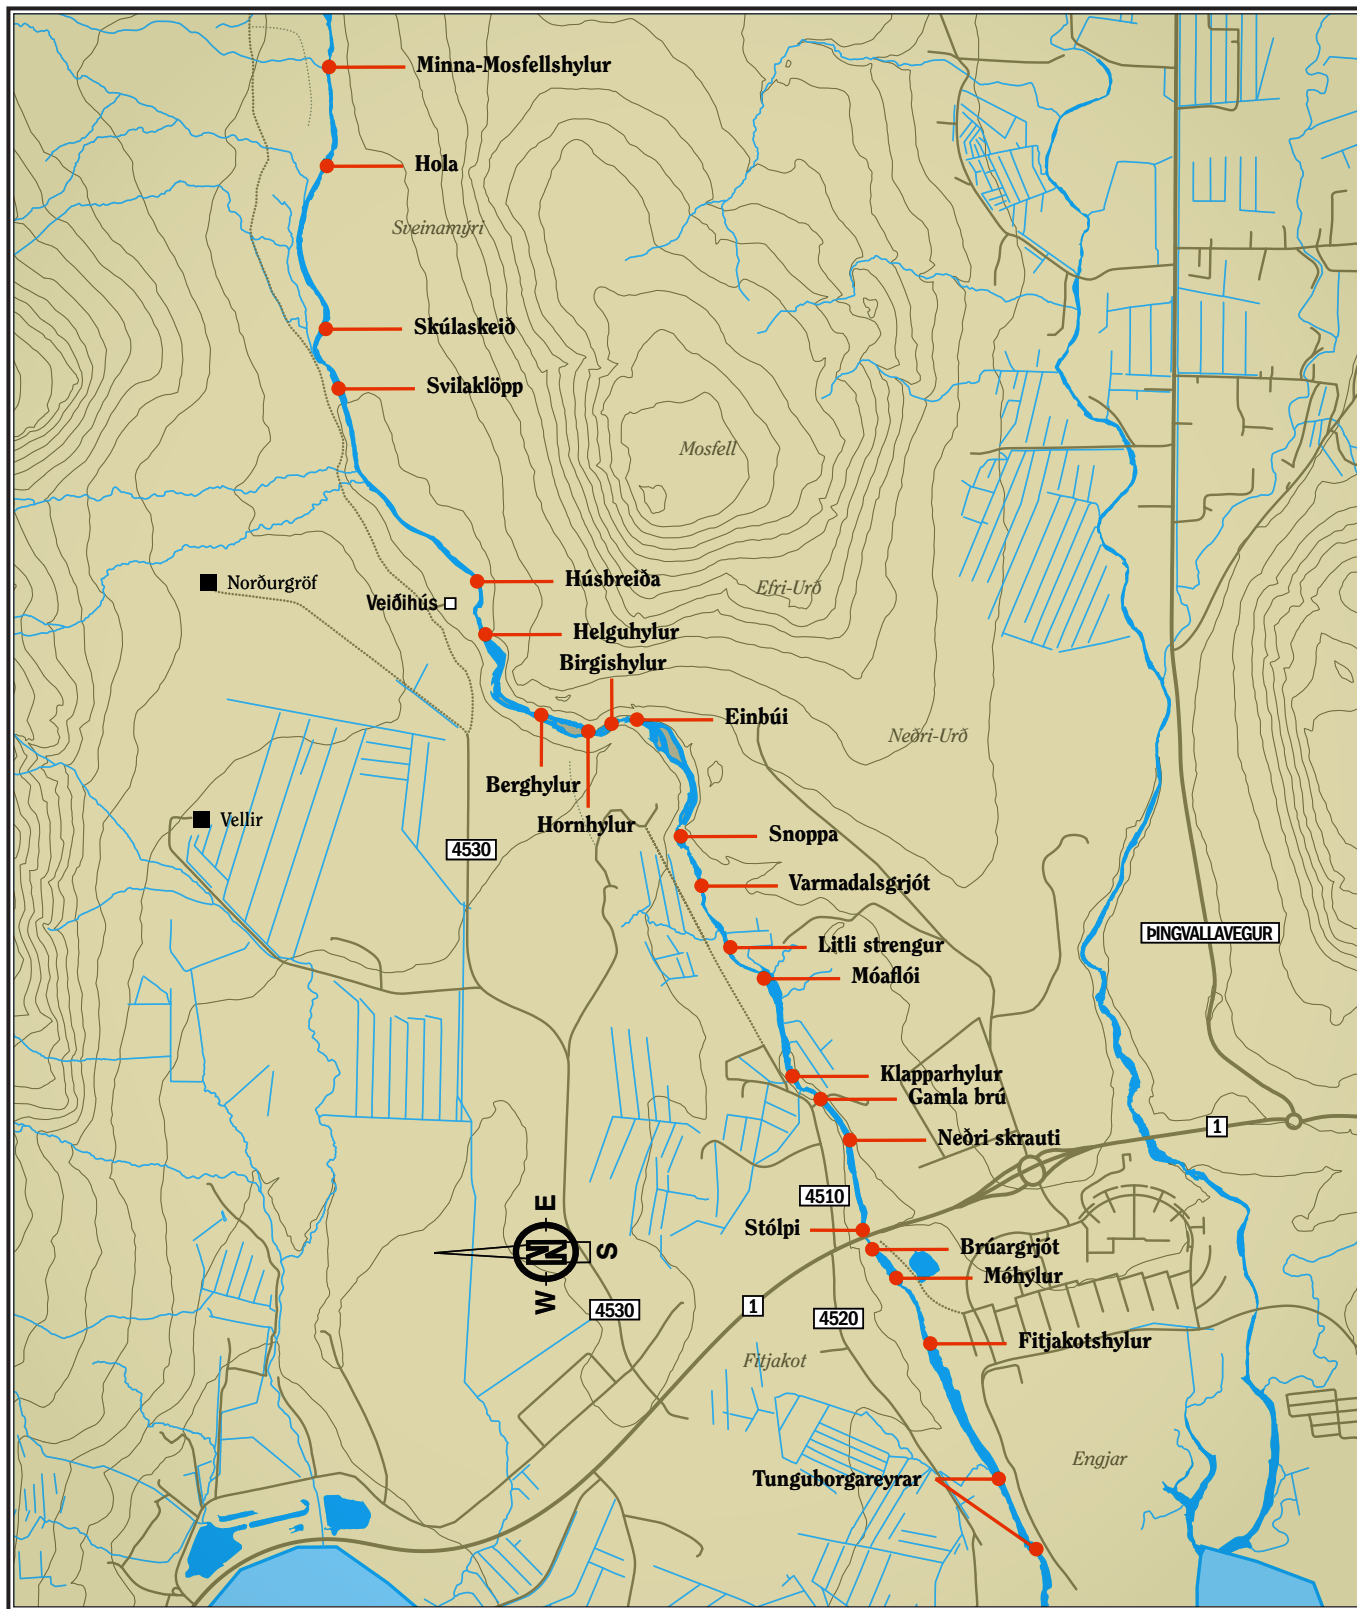 Minna-Mosfellshylur
Hola
Sveinamýri
Skúlaskeið
Svilaklöpp
Mosfell
Húsbreiða
Norðurgröf
Efri-Urð
Veiðihús
Helguhylur
Birgishylur
Einbúi
Neðri-Urð
Berghylur
Vellir
Hornhylur
Snoppa
4530
Varmadalsgrjót
ÞINGVALLAVEGUR
Litli strengur
Móaflói
Klapparhylur
Gamla brú
1
Neðri skrauti
4510
E
Stólpi
N
S
Brúargrjót
Móhylur
W
4530
1
4520
Fitjakotshylur
Fitjakot
Engjar
Tunguborgareyrar